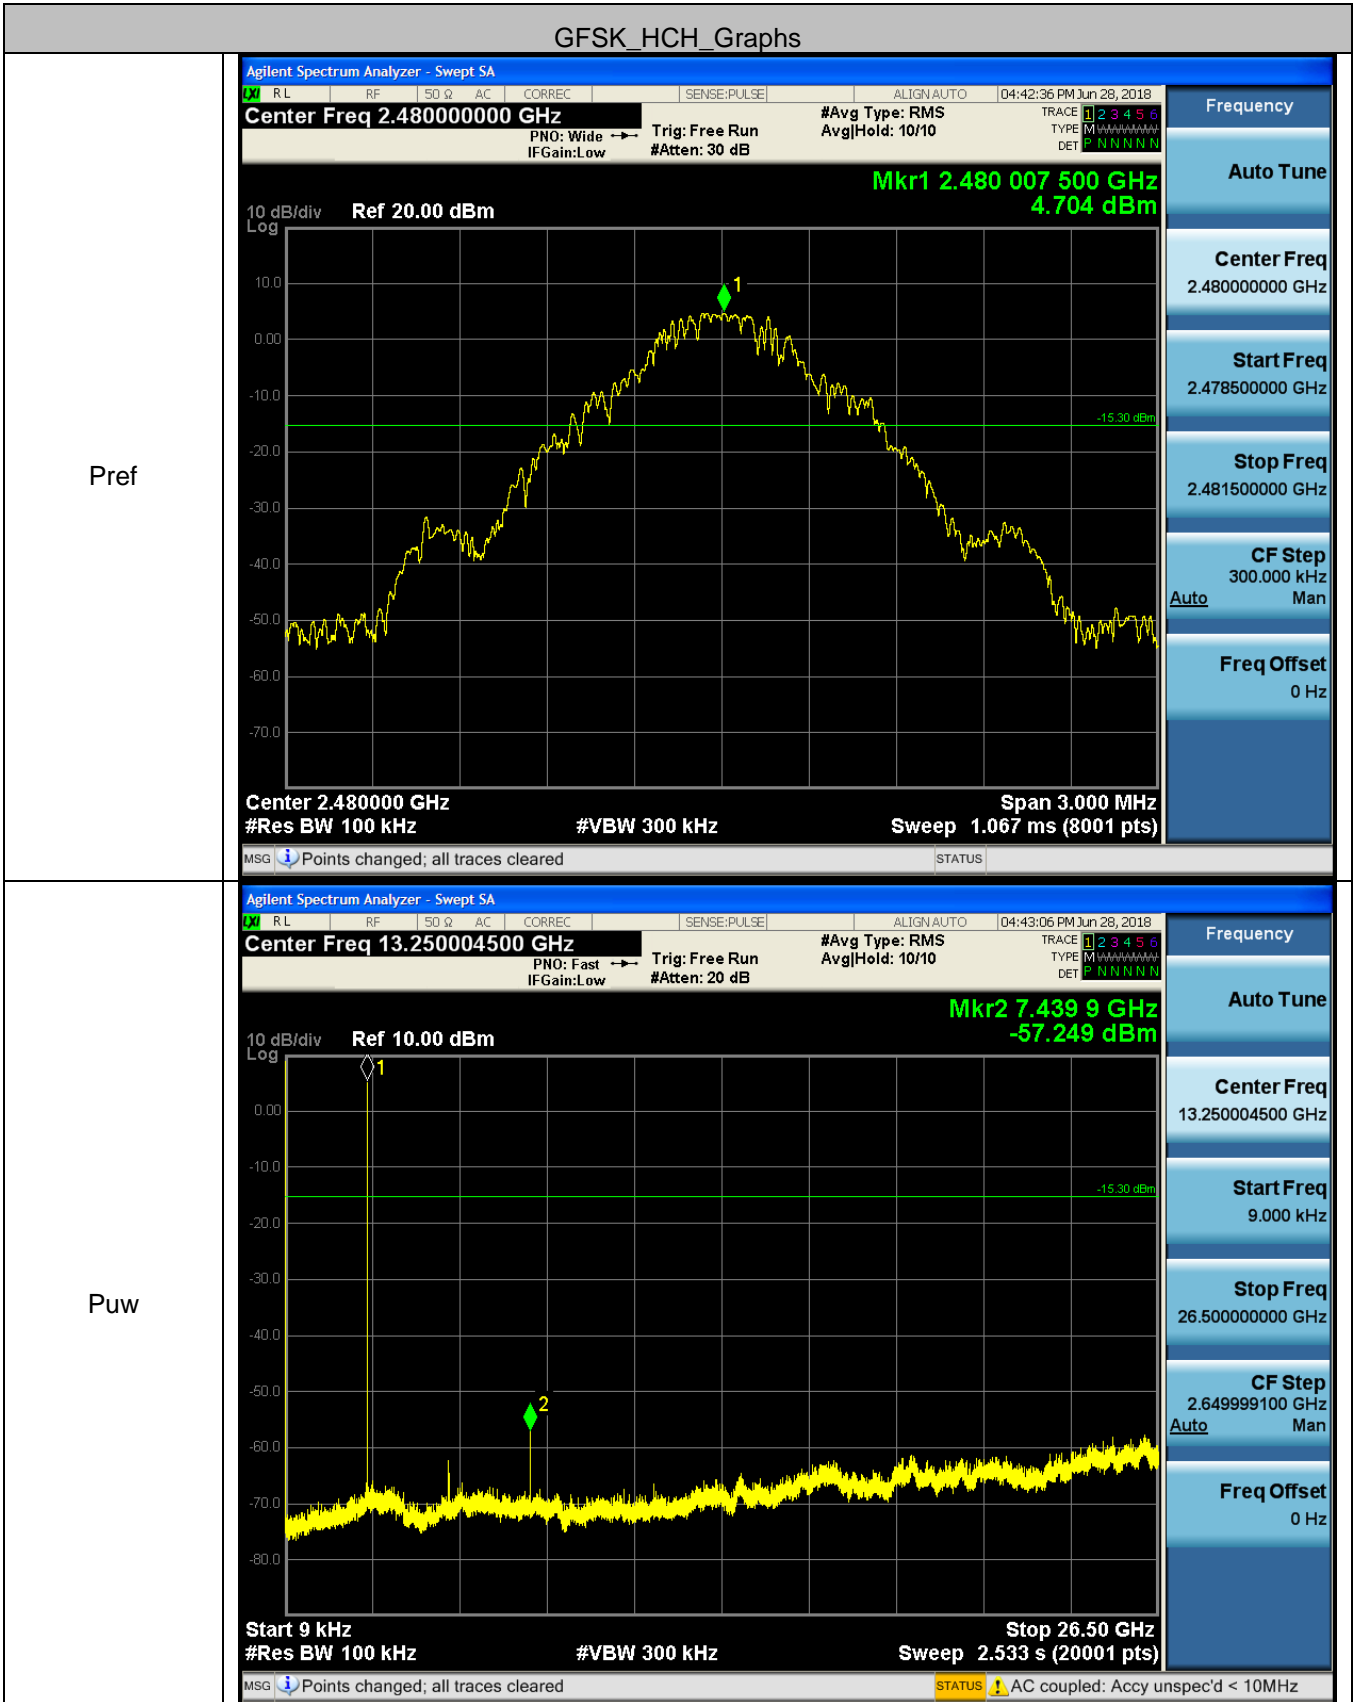 GFSK_HCH_Graphs
Pref
Agilent Spectrum Analyzer - Swept SA
LXI RL RF 50 Ω AC CORREC SENSE:PULSE ALIGN AUTO 04:42:36 PM Jun 28, 2018
Center Freq 2.480000000 GHz
PNO: Wide
IFGain:Low
Trig: Free Run
#Atten: 30 dB
#Avg Type: RMS
Avg|Hold: 10/10
TRACE 1 2 3 4 5 6
TYPE M WWWWW
DET P N N N N N
Mkr1 2.480 007 500 GHz
4.704 dBm
10 dB/div Ref 20.00 dBm
Log
10.0
0.00
-10.0
-20.0
-30.0
-40.0
-50.0
-60.0
-70.0
1
-15.30 dBm
Center 2.480000 GHz Span 3.000 MHz
#Res BW 100 kHz #VBW 300 kHz Sweep 1.067 ms (8001 pts)
MSG Points changed; all traces cleared STATUS
Frequency
Auto Tune
Center Freq
2.480000000 GHz
Start Freq
2.478500000 GHz
Stop Freq
2.481500000 GHz
CF Step
300.000 kHz
Auto Man
Freq Offset
0 Hz
Puw
Agilent Spectrum Analyzer - Swept SA
LXI RL RF 50 Ω AC CORREC SENSE:PULSE ALIGN AUTO 04:43:06 PM Jun 28, 2018
Center Freq 13.250004500 GHz
PNO: Fast
IFGain:Low
Trig: Free Run
#Atten: 20 dB
#Avg Type: RMS
Avg|Hold: 10/10
TRACE 1 2 3 4 5 6
TYPE M WWWWW
DET P N N N N N
Mkr2 7.439 9 GHz
-57.249 dBm
10 dB/div Ref 10.00 dBm
Log
0.00
-10.0
-20.0
-30.0
-40.0
-50.0
-60.0
-70.0
-80.0
1
-15.30 dBm
2
Start 9 kHz Stop 26.50 GHz
#Res BW 100 kHz #VBW 300 kHz Sweep 2.533 s (20001 pts)
MSG Points changed; all traces cleared STATUS AC coupled: Accy unspec'd < 10MHz
Frequency
Auto Tune
Center Freq
13.250004500 GHz
Start Freq
9.000 kHz
Stop Freq
26.500000000 GHz
CF Step
2.649999100 GHz
Auto Man
Freq Offset
0 Hz